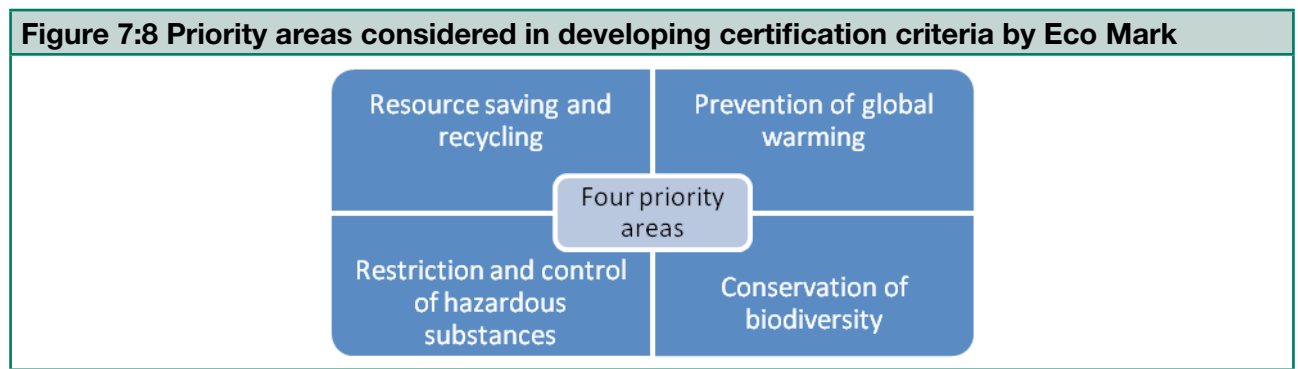 Figure 7:8 Priority areas considered in developing certification criteria by Eco Mark
Resource saving and
recycling
Prevention of global
warming
Four priority
areas
Restriction and control
of hazardous
substances
Conservation of
biodiversity